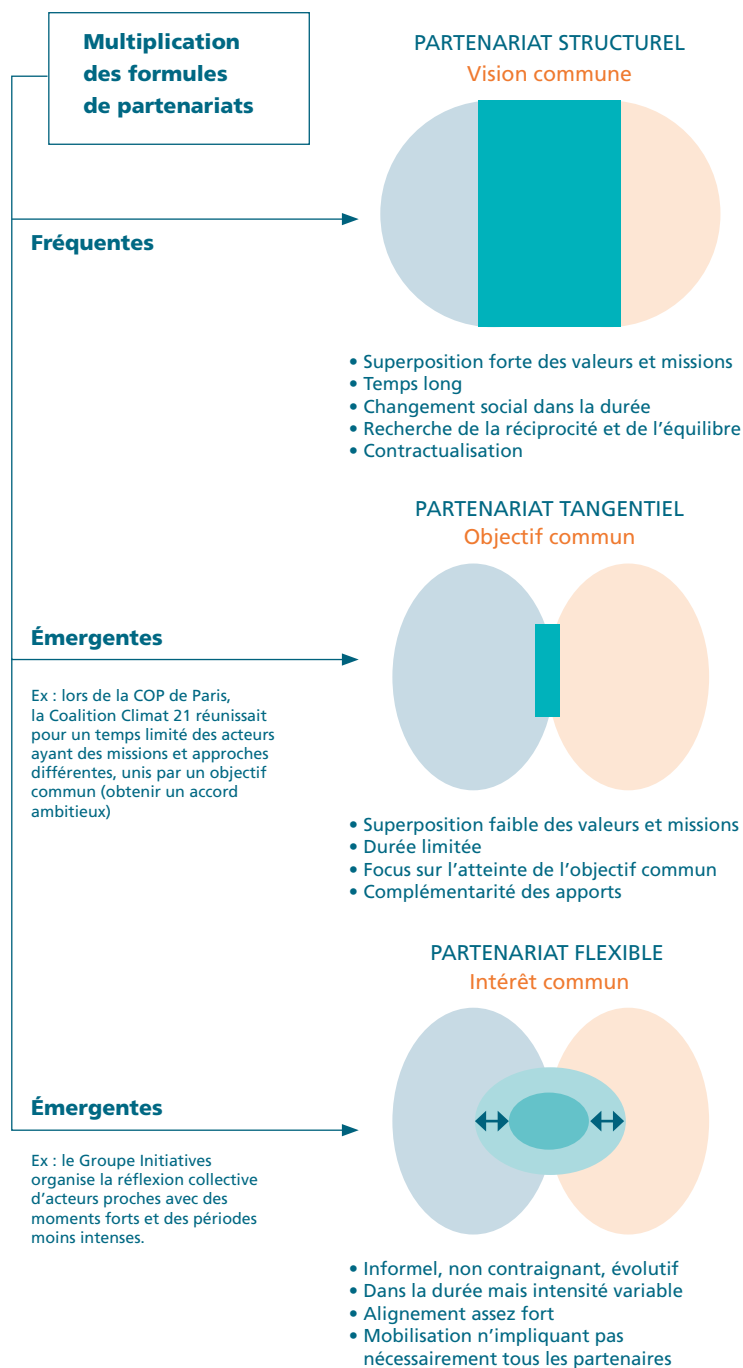 Multiplication
des formules
de partenariats
PARTENARIAT STRUCTUREL
Vision commune
Fréquentes
• Superposition forte des valeurs et missions
• Temps long
• Changement social dans la durée
• Recherche de la réciprocité et de l’équilibre
• Contractualisation
PARTENARIAT TANGENTIEL
Objectif commun
Émergentes
Ex : lors de la COP de Paris,
la Coalition Climat 21 réunissait
pour un temps limité des acteurs
ayant des missions et approches
différentes, unis par un objectif
commun (obtenir un accord
ambitieux)
• Superposition faible des valeurs et missions
• Durée limitée
• Focus sur l’atteinte de l’objectif commun
• Complémentarité des apports
PARTENARIAT FLEXIBLE
Intérêt commun
Émergentes
Ex : le Groupe Initiatives
organise la réflexion collective
d’acteurs proches avec des
moments forts et des périodes
moins intenses.
• Informel, non contraignant, évolutif
• Dans la durée mais intensité variable
• Alignement assez fort
• Mobilisation n’impliquant pas
nécessairement tous les partenaires